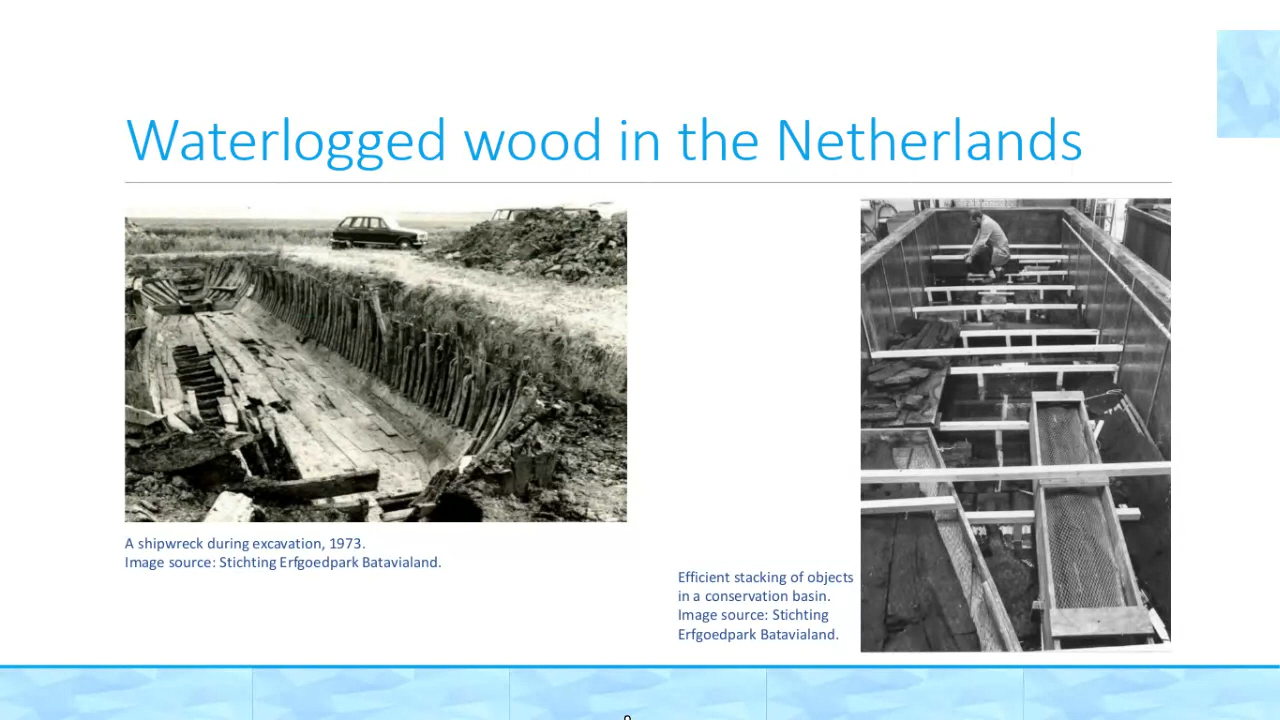 Waterlogged wood in the Netherlands
A shipwreck during excavation, 1973.
Image source: Stichting Erfgoedpark Batavialand.
Efficient stacking of objects
in a conservation basin.
Image source: Stichting
Erfgoedpark Batavialand.